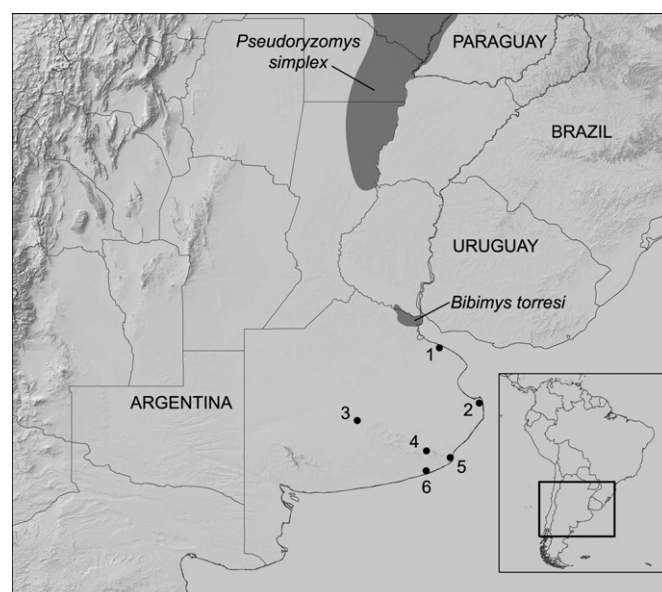 Pseudoryzomys
simplex
PARAGUAY
BRAZIL
URUGUAY
Bibimys torresi
1
ARGENTINA
2
3
4
5
6